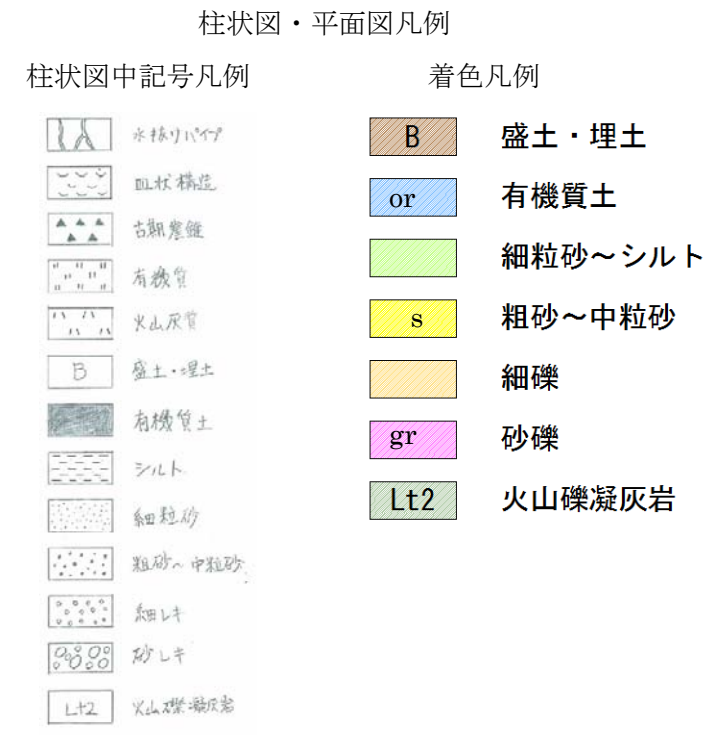 柱状図・平面図凡例
柱状図中記号凡例
水抜りパイプ
皿状構造
古期崖錐
有機質
火山灰質
B 盛土・埋土
有機質土
シルト
細粒砂
粗砂～中粒砂
細レキ
砂レキ
Lt2 火山礫凝灰岩
着色凡例
B 盛土・埋土
or 有機質土
細粒砂～シルト
s 粗砂～中粒砂
細礫
gr 砂礫
Lt2 火山礫凝灰岩